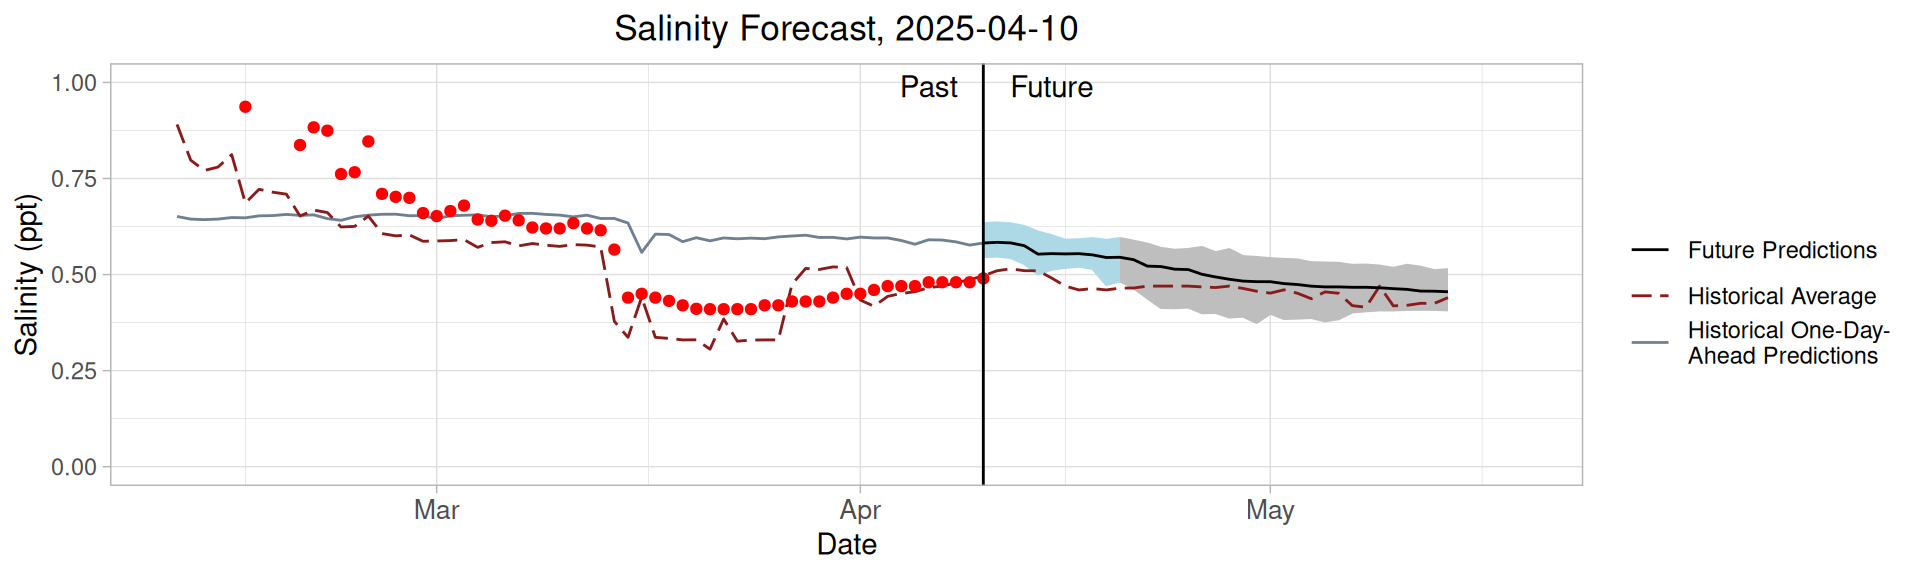 Salinity Forecast, 2025-04-10
Past
Future
1.00
0.75
0.50
0.25
0.00
Salinity (ppt)
Mar
Apr
May
Date
Future Predictions
Historical Average
Historical One-Day-
Ahead Predictions